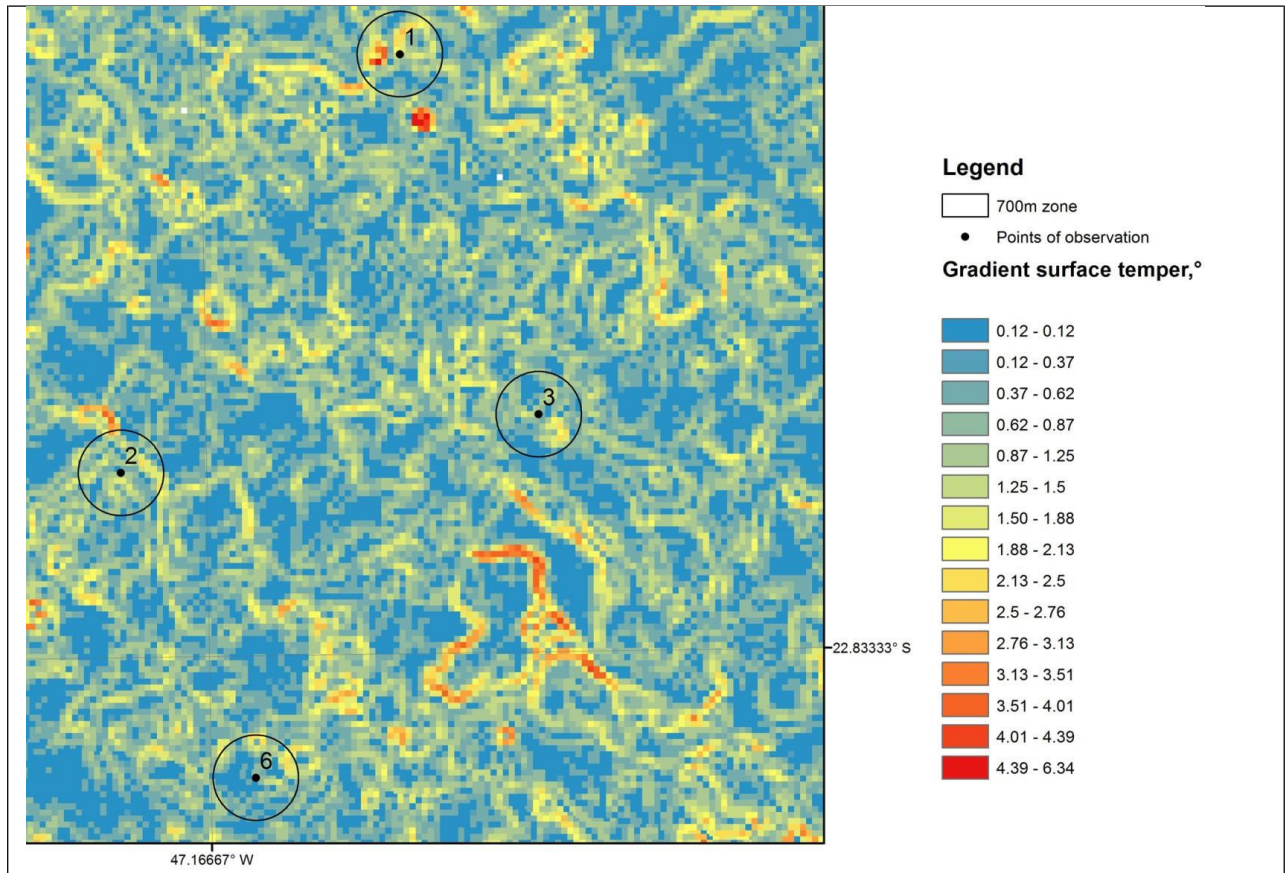 1
2
3
6
22.83333° S
47.16667° W
Legend
700m zone
Points of observation
Gradient surface temper,°
0.12 - 0.12
0.12 - 0.37
0.37 - 0.62
0.62 - 0.87
0.87 - 1.25
1.25 - 1.5
1.50 - 1.88
1.88 - 2.13
2.13 - 2.5
2.5 - 2.76
2.76 - 3.13
3.13 - 3.51
3.51 - 4.01
4.01 - 4.39
4.39 - 6.34